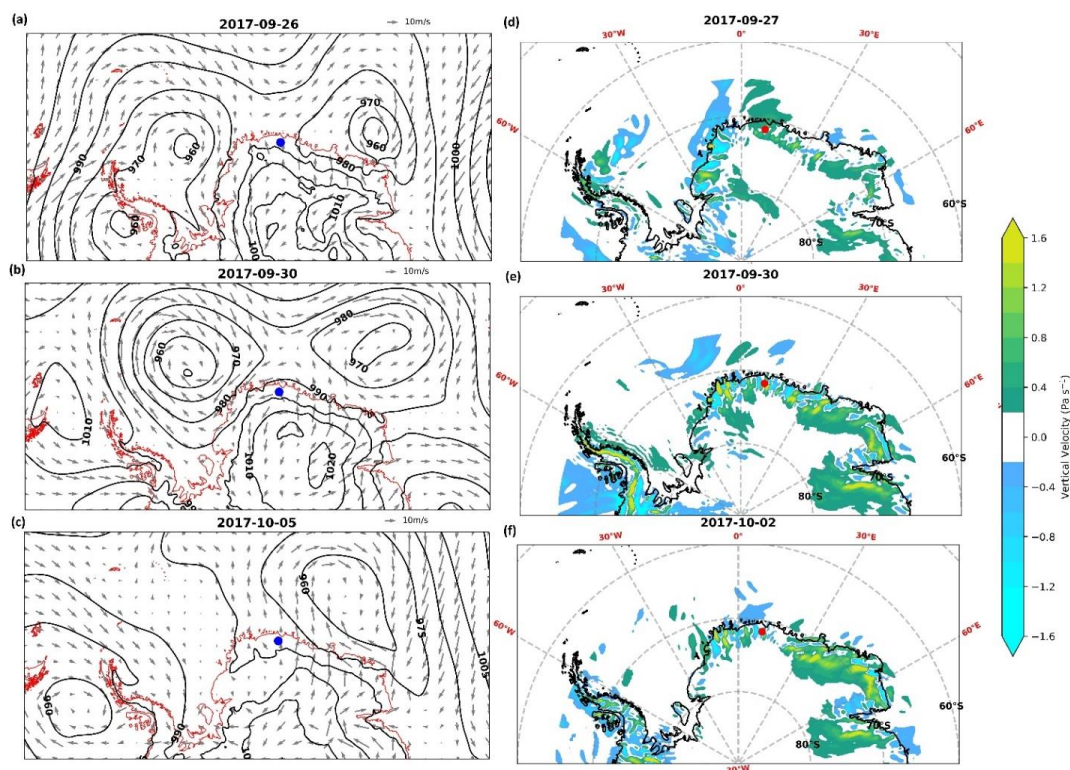 (a)
2017-09-26
10m/s
970
960
990
970
960
980
1000
960
1010
100
(b)
2017-09-30
10m/s
980
960
970
970
980
990
1010
1010
1020
99
(c)
2017-10-05
10m/s
960
975
960
990
1005
(d)
2017-09-27
30°W
0°
30°E
60°W
60°E
60°S
70°S
80°S
(e)
2017-09-30
30°W
0°
30°E
60°W
60°E
60°S
70°S
80°S
(f)
2017-10-02
30°W
0°
30°E
60°W
60°E
60°S
70°S
80°S
1.6
1.2
0.8
0.4
0.0
−0.4
−0.8
−1.2
−1.6
Vertical Velocity (Pa s⁻¹)